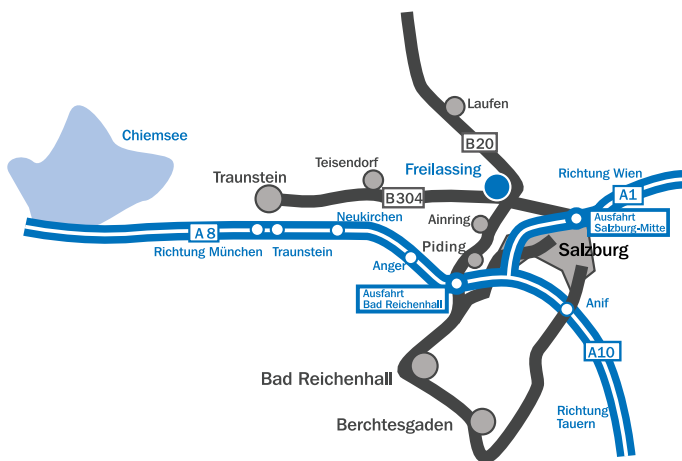 Laufen
B20
Chiemsee
Teisendorf
Freilassing
Richtung Wien
Traunstein
A1
B304
Neukirchen
Ainring
Ausfahrt
Salzburg-Mitte
A8
Piding
Salzburg
Richtung München
Traunstein
Anger
Ausfahrt
Bad Reichenhall
Anif
A10
Bad Reichenhall
Berchtesgaden
Richtung
Tauern